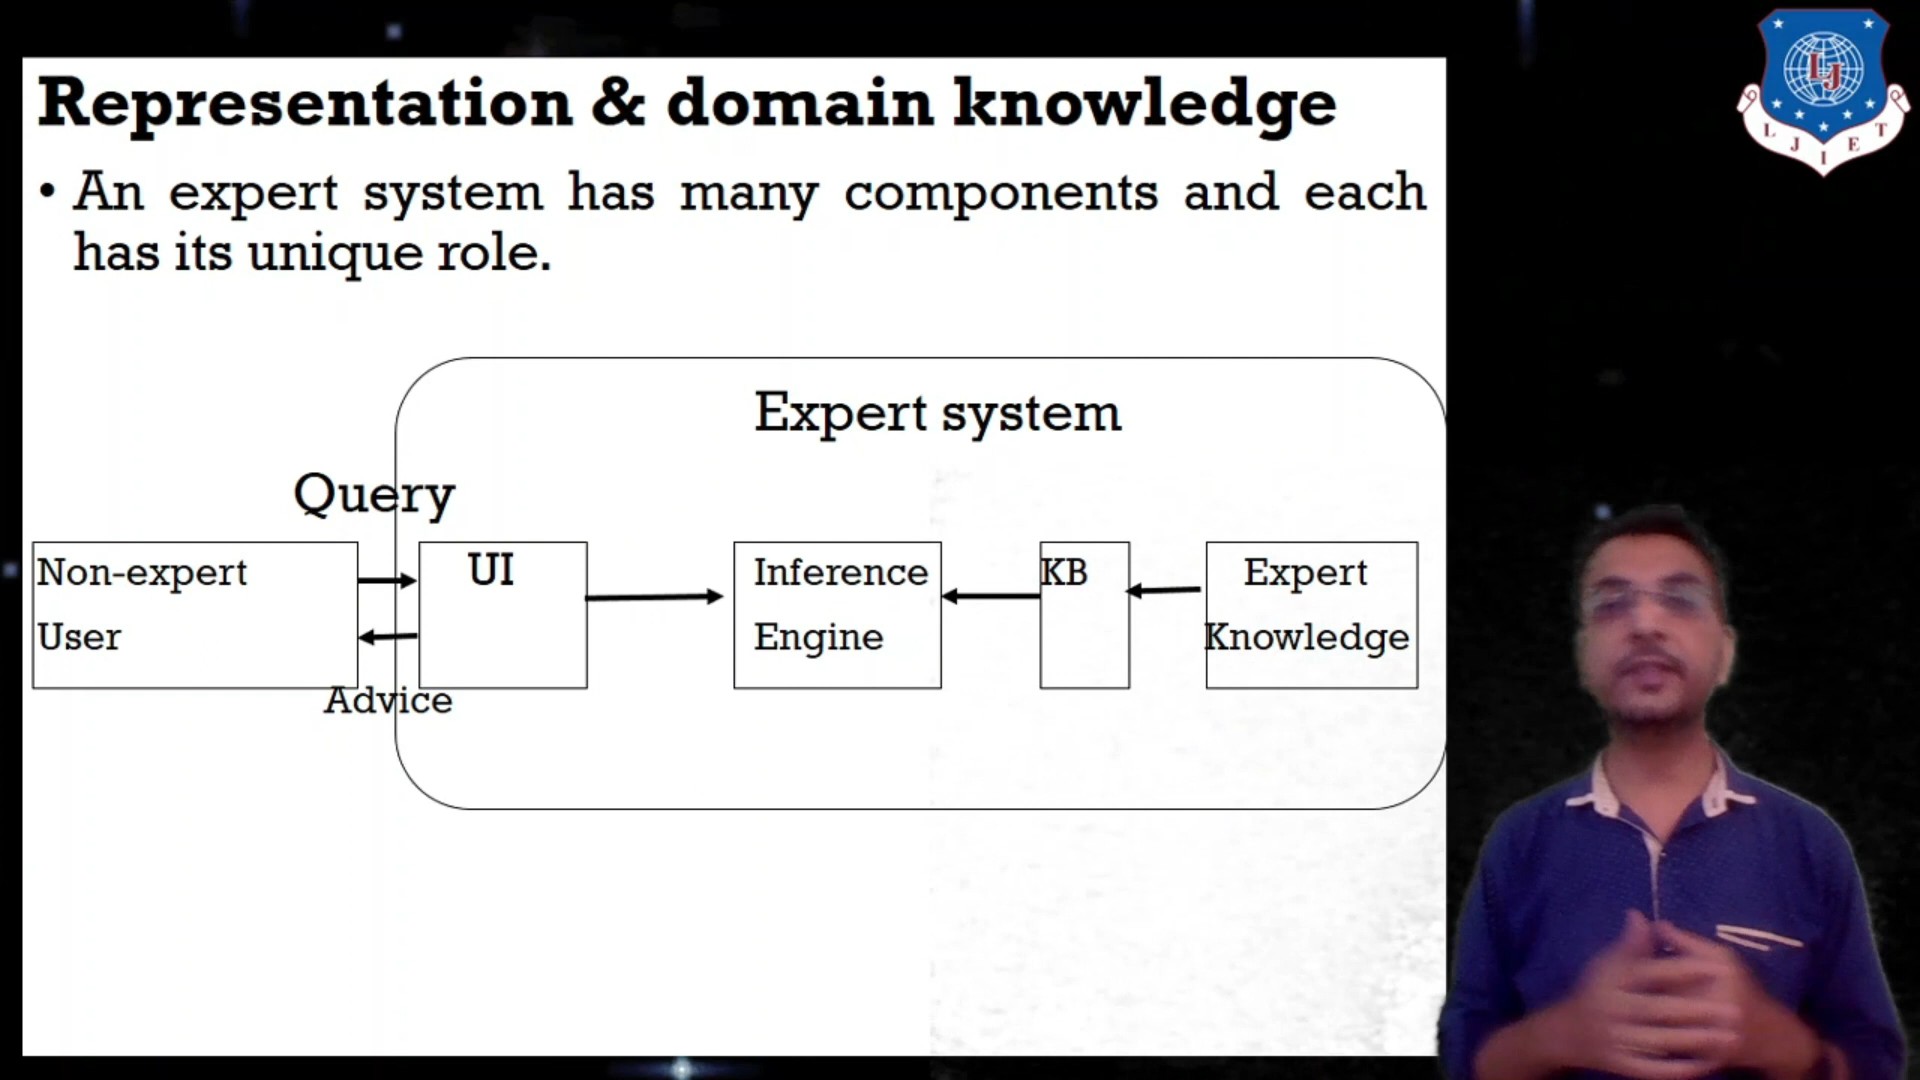 Representation & domain knowledge
• An expert system has many components and each
has its unique role.
Expert system
Query
Non-expert
User
UI
Inference
Engine
KB
Expert
Knowledge
Advice
LJ
L J I E T